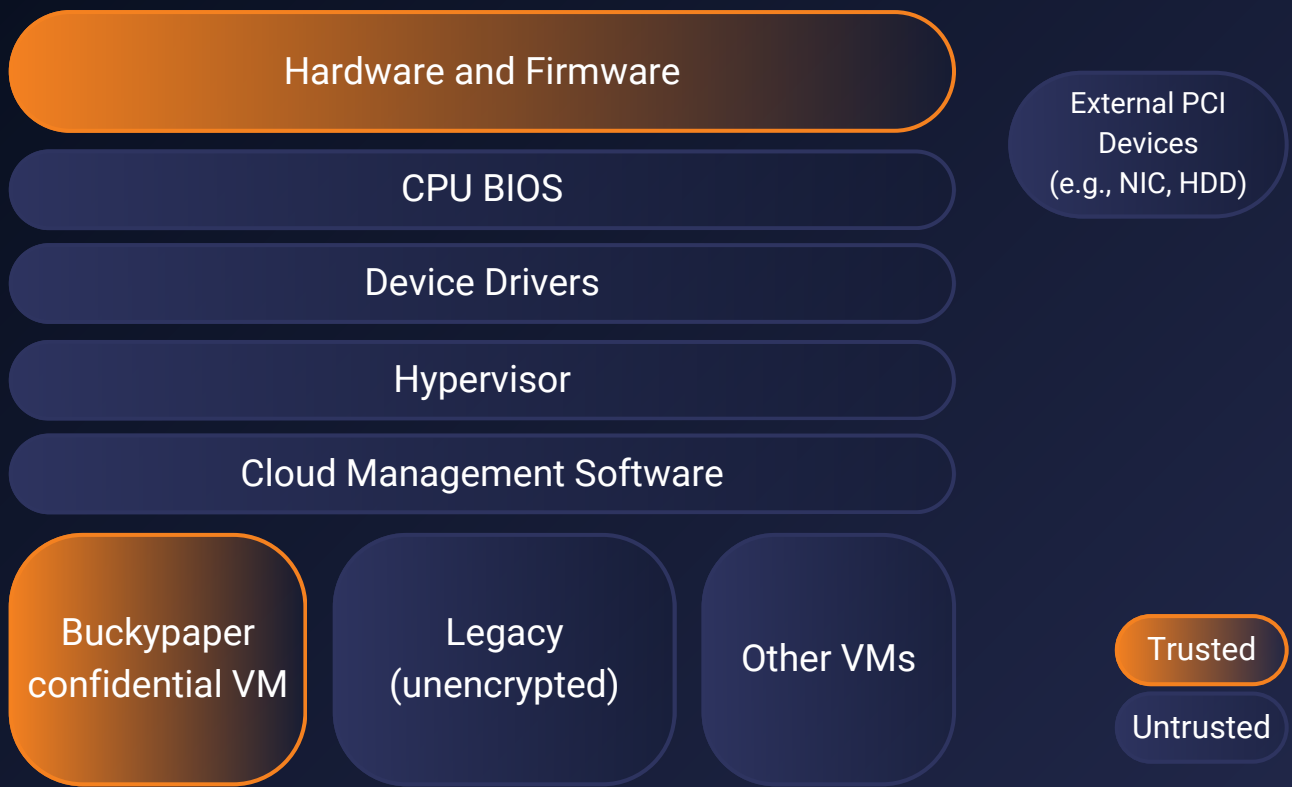 Hardware and Firmware
External PCI
Devices
(e.g., NIC, HDD)
CPU BIOS
Device Drivers
Hypervisor
Cloud Management Software
Buckypaper
confidential VM
Legacy
(unencrypted)
Other VMs
Trusted
Untrusted